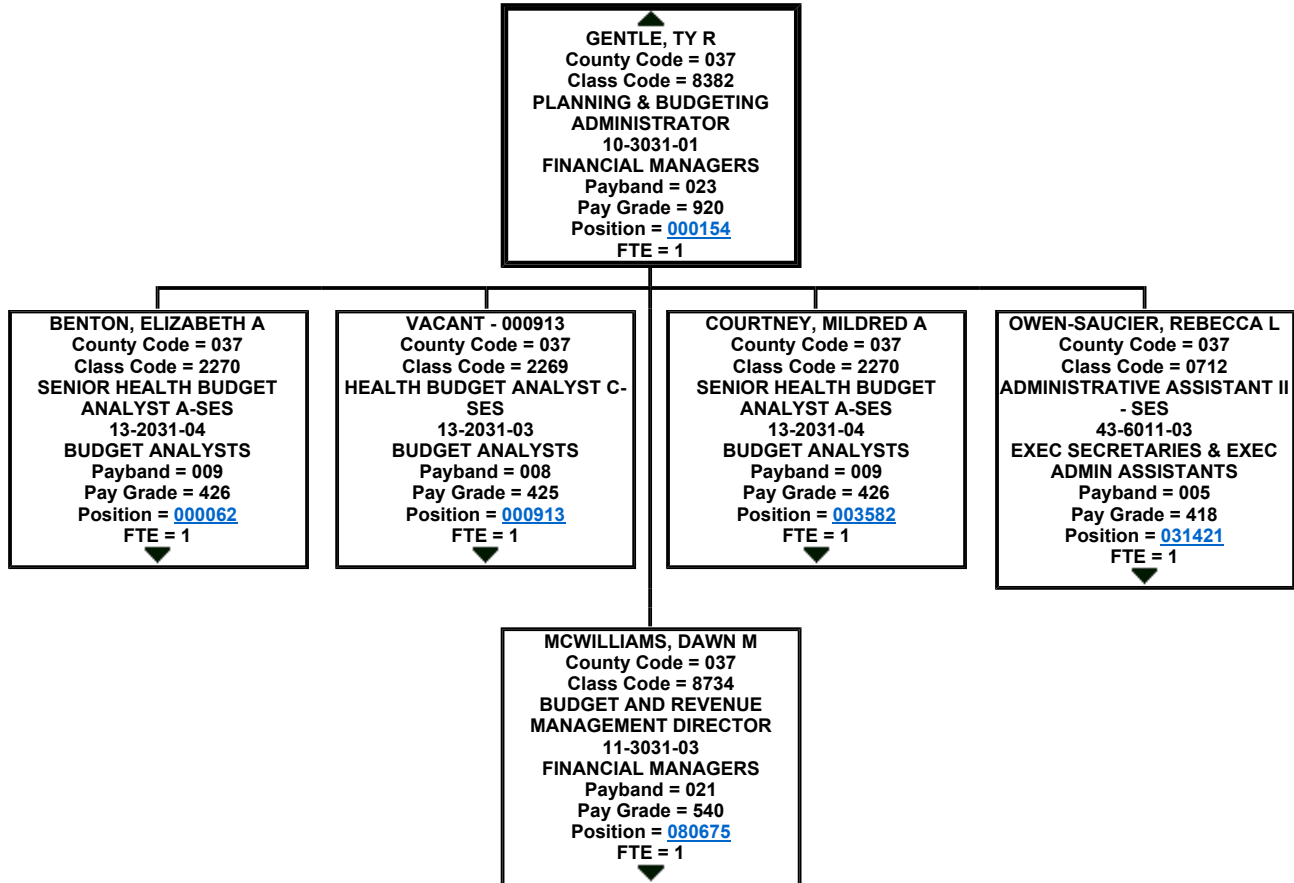 GENTLE, TY R
County Code = 037
Class Code = 8382
PLANNING & BUDGETING
ADMINISTRATOR
10-3031-01
FINANCIAL MANAGERS
Payband = 023
Pay Grade = 920
Position = 000154
FTE = 1
BENTON, ELIZABETH A
County Code = 037
Class Code = 2270
SENIOR HEALTH BUDGET
ANALYST A-SES
13-2031-04
BUDGET ANALYSTS
Payband = 009
Pay Grade = 426
Position = 000062
FTE = 1
VACANT - 000913
County Code = 037
Class Code = 2269
HEALTH BUDGET ANALYST C-
SES
13-2031-03
BUDGET ANALYSTS
Payband = 008
Pay Grade = 425
Position = 000913
FTE = 1
COURTNEY, MILDRED A
County Code = 037
Class Code = 2270
SENIOR HEALTH BUDGET
ANALYST A-SES
13-2031-04
BUDGET ANALYSTS
Payband = 009
Pay Grade = 426
Position = 003582
FTE = 1
OWEN-SAUCIER, REBECCA L
County Code = 037
Class Code = 0712
ADMINISTRATIVE ASSISTANT II
- SES
43-6011-03
EXEC SECRETARIES & EXEC
ADMIN ASSISTANTS
Payband = 005
Pay Grade = 418
Position = 031421
FTE = 1
MCWILLIAMS, DAWN M
County Code = 037
Class Code = 8734
BUDGET AND REVENUE
MANAGEMENT DIRECTOR
11-3031-03
FINANCIAL MANAGERS
Payband = 021
Pay Grade = 540
Position = 080675
FTE = 1